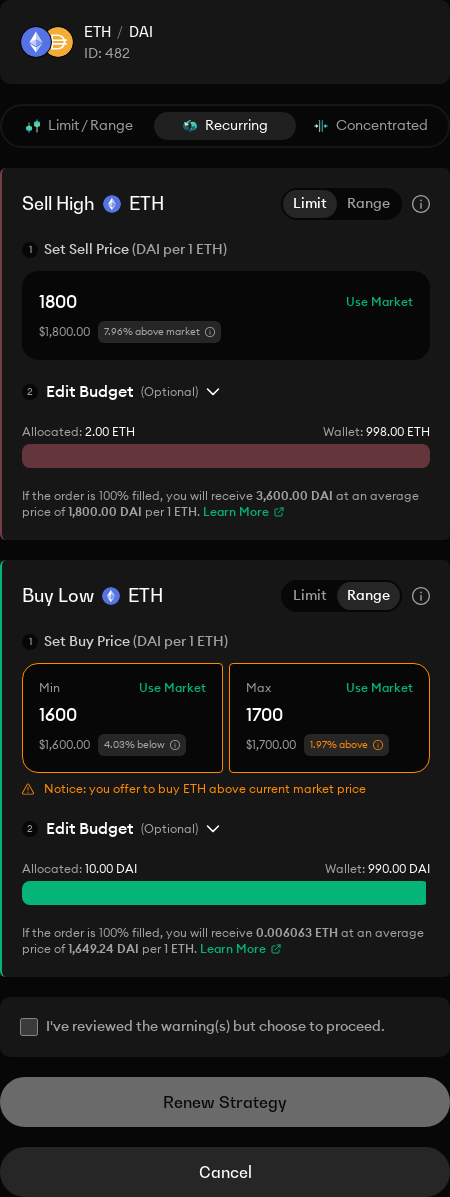 ETH / DAI
ID: 482
Limit / Range
Recurring
Concentrated
Sell High ETH
Limit
Range
1 Set Sell Price (DAI per 1 ETH)
1800
Use Market
$1,800.00
7.96% above market
2 Edit Budget (Optional)
Allocated: 2.00 ETH
Wallet: 998.00 ETH
If the order is 100% filled, you will receive 3,600.00 DAI at an average
price of 1,800.00 DAI per 1 ETH. Learn More
Buy Low ETH
Limit
Range
1 Set Buy Price (DAI per 1 ETH)
Min
Use Market
1600
$1,600.00
4.03% below
Max
Use Market
1700
$1,700.00
1.97% above
Notice: you offer to buy ETH above current market price
2 Edit Budget (Optional)
Allocated: 10.00 DAI
Wallet: 990.00 DAI
If the order is 100% filled, you will receive 0.006063 ETH at an average
price of 1,649.24 DAI per 1 ETH. Learn More
I've reviewed the warning(s) but choose to proceed.
Renew Strategy
Cancel